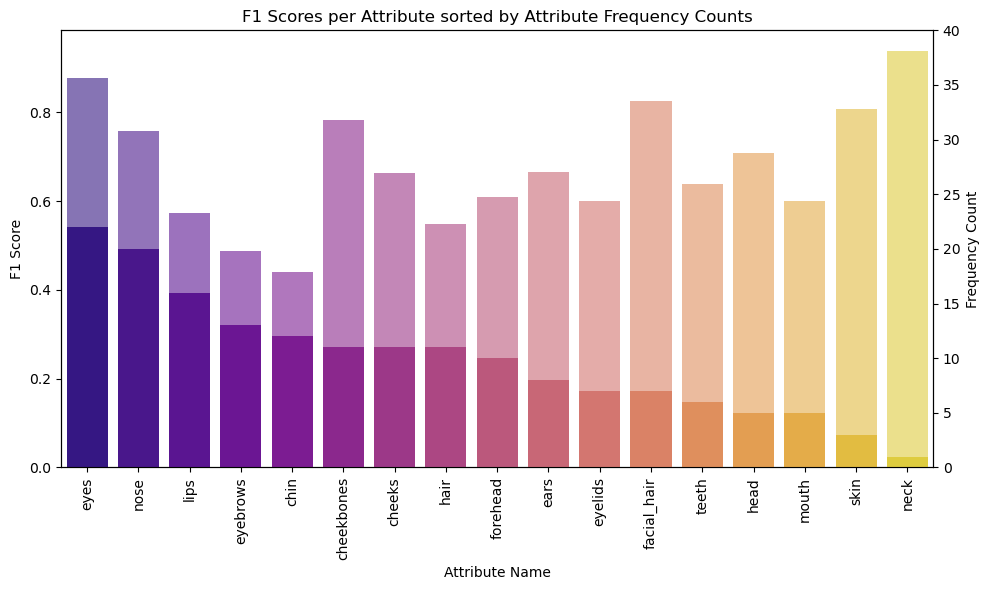 F1 Scores per Attribute sorted by Attribute Frequency Counts
F1 Score
0.8
0.6
0.4
0.2
0.0
40
35
30
25
20
15
10
5
0
Frequency Count
eyes
nose
lips
eyebrows
chin
cheekbones
cheeks
hair
forehead
ears
eyelids
facial_hair
teeth
head
mouth
skin
neck
Attribute Name